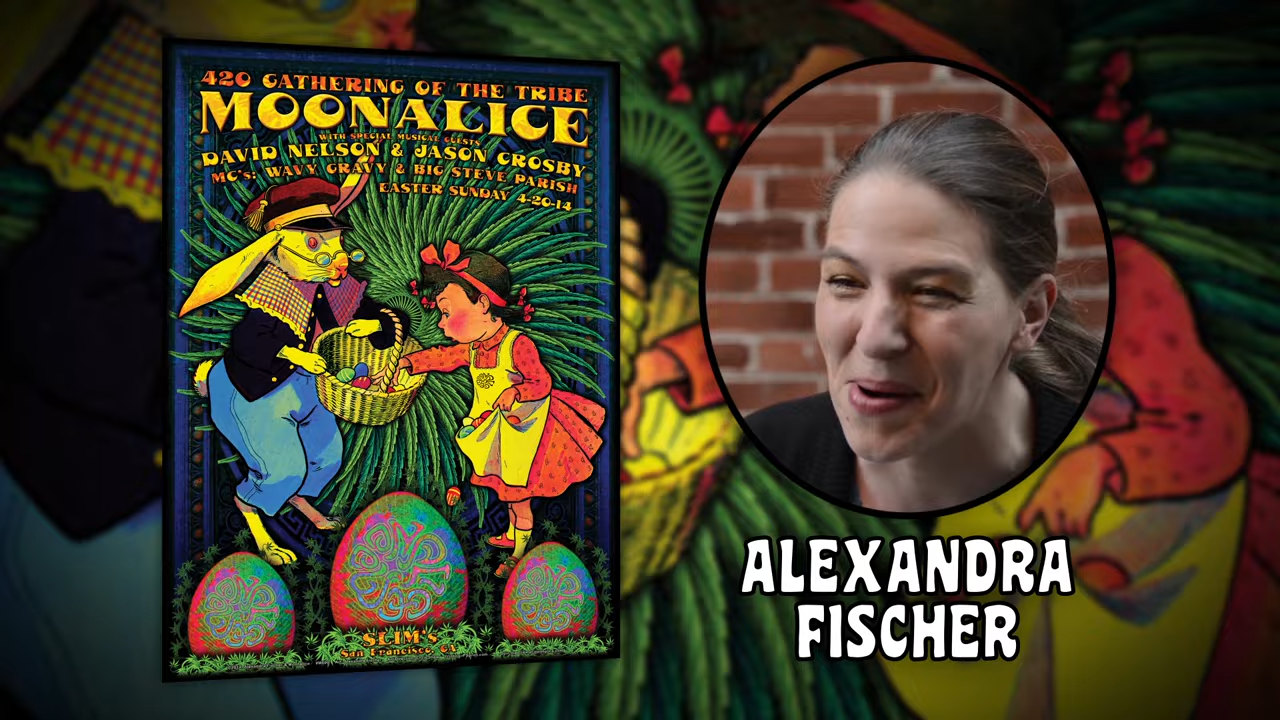 420 GATHERING OF THE TRIBE
MOONALICE
WITH SPECIAL MUSICAL GUESTS
DAVID NELSON & JASON CROSBY
MC'S: WAVY GRAVY & BIG STEVE PARISH
EASTER SUNDAY 4-20-14
SLIM'S
San Francisco, CA
ALEXANDRA
FISCHER